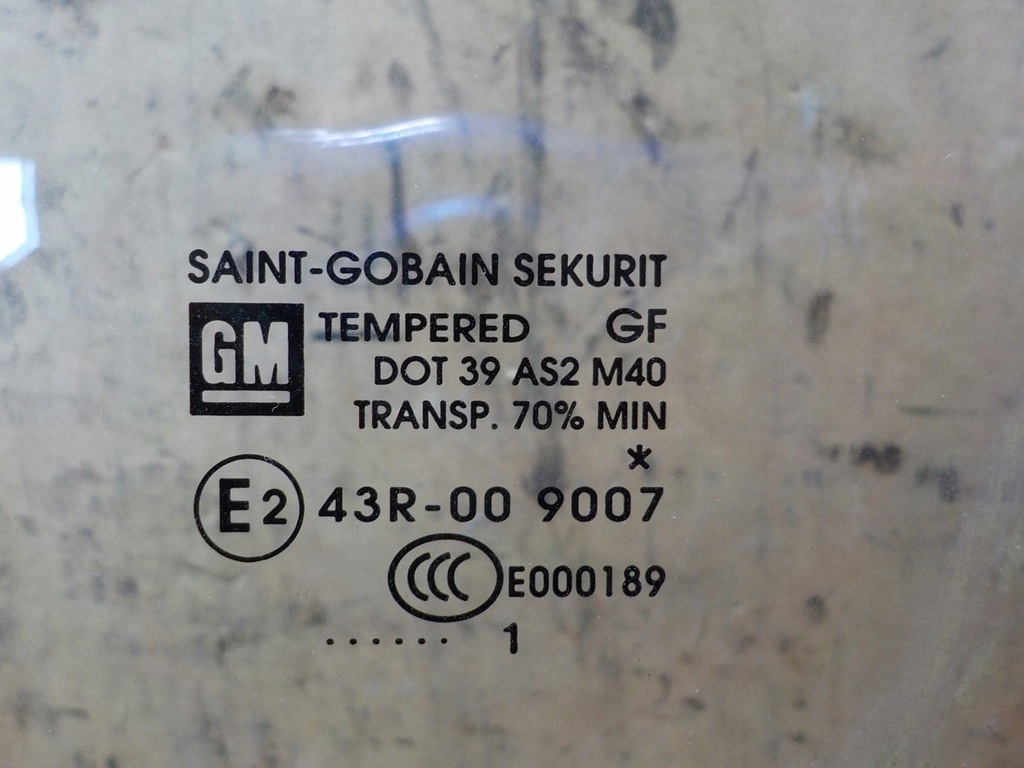 SAINT-GOBAIN SEKURIT
GM
TEMPERED GF
DOT 39 AS2 M40
TRANSP. 70% MIN
*
E2 43R-00 9007
CCC E000189
...... 1